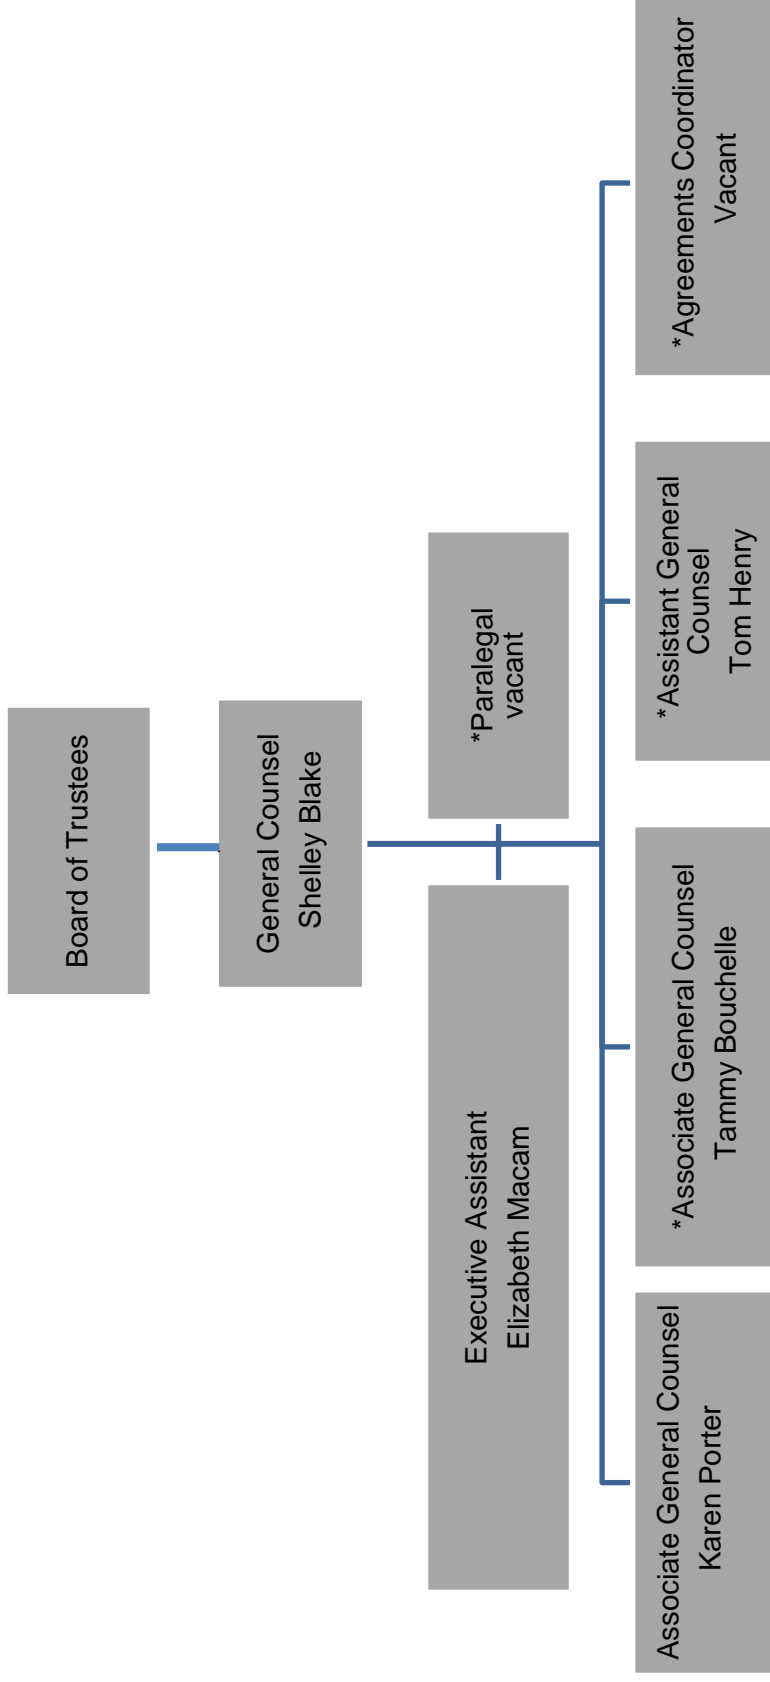 Board of Trustees
General Counsel
Shelley Blake
Executive Assistant
Elizabeth Macam
*Paralegal
vacant
Associate General Counsel
Karen Porter
*Associate General Counsel
Tammy Bouchelle
*Assistant General
Counsel
Tom Henry
*Agreements Coordinator
Vacant